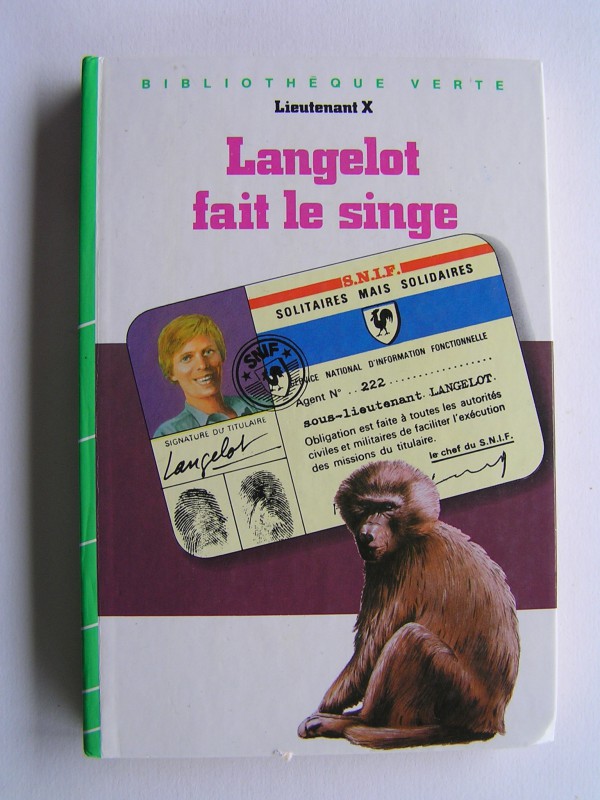 BIBLIOTHÈQUE VERTE
Lieutenant X
Langelot
fait le singe
S.N.I.F.
SOLITAIRES MAIS SOLIDAIRES
SNIF
SERVICE NATIONAL D'INFORMATION FONCTIONNELLE
Agent N° ..222..................
sous-lieutenant LANGELOT.
Obligation est faite à toutes les autorités
civiles et militaires de faciliter l'exécution
des missions du titulaire.
le chef du S.N.I.F.
SIGNATURE DU TITULAIRE
Langelot